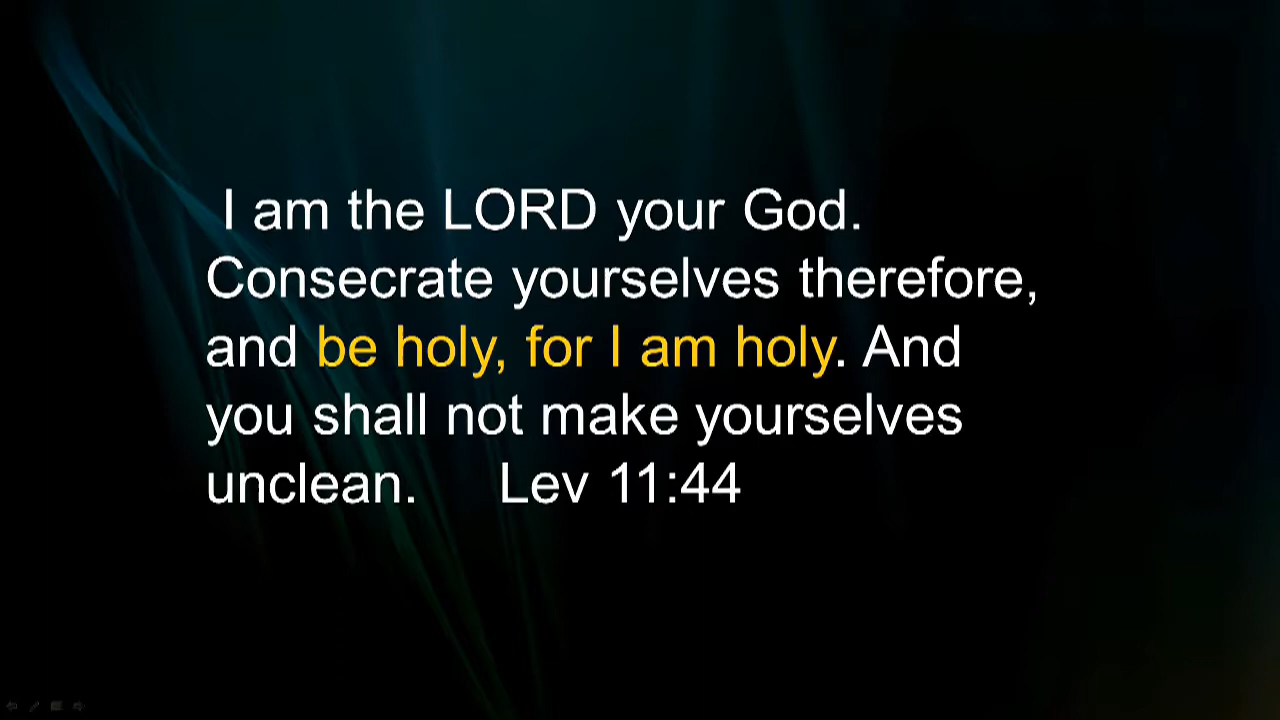 I am the LORD your God.
Consecrate yourselves therefore,
and be holy, for I am holy. And
you shall not make yourselves
unclean. Lev 11:44